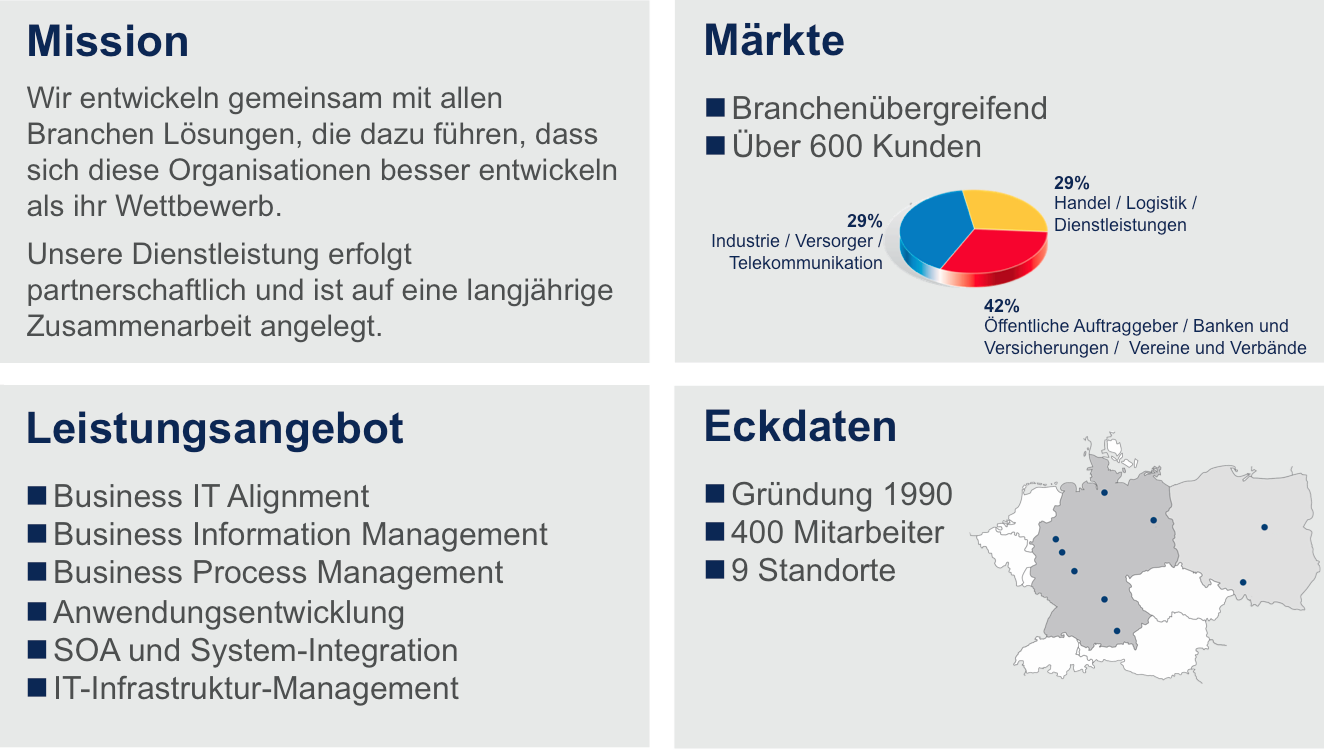 Mission
Wir entwickeln gemeinsam mit allen
Branchen Lösungen, die dazu führen, dass
sich diese Organisationen besser entwickeln
als ihr Wettbewerb.
Unsere Dienstleistung erfolgt
partnerschaftlich und ist auf eine langjährige
Zusammenarbeit angelegt.
Märkte
Branchenübergreifend
Über 600 Kunden
29%
Handel / Logistik /
Dienstleistungen
29%
Industrie / Versorger /
Telekommunikation
42%
Öffentliche Auftraggeber / Banken und
Versicherungen / Vereine und Verbände
Leistungsangebot
Business IT Alignment
Business Information Management
Business Process Management
Anwendungsentwicklung
SOA und System-Integration
IT-Infrastruktur-Management
Eckdaten
Gründung 1990
400 Mitarbeiter
9 Standorte